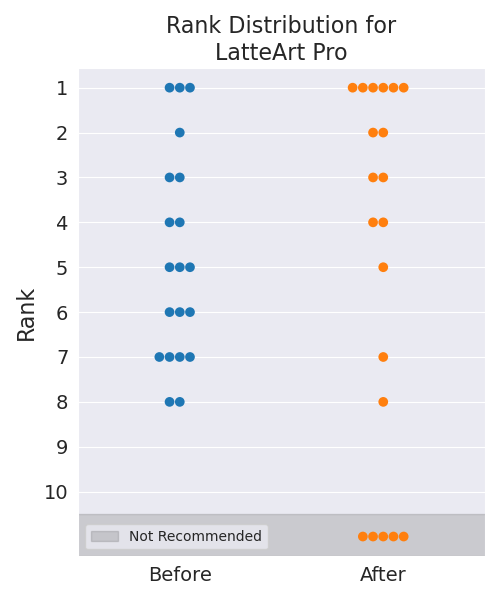 Rank Distribution for
LatteArt Pro
1
2
3
4
5
6
7
8
9
10
Rank
Not Recommended
Before
After